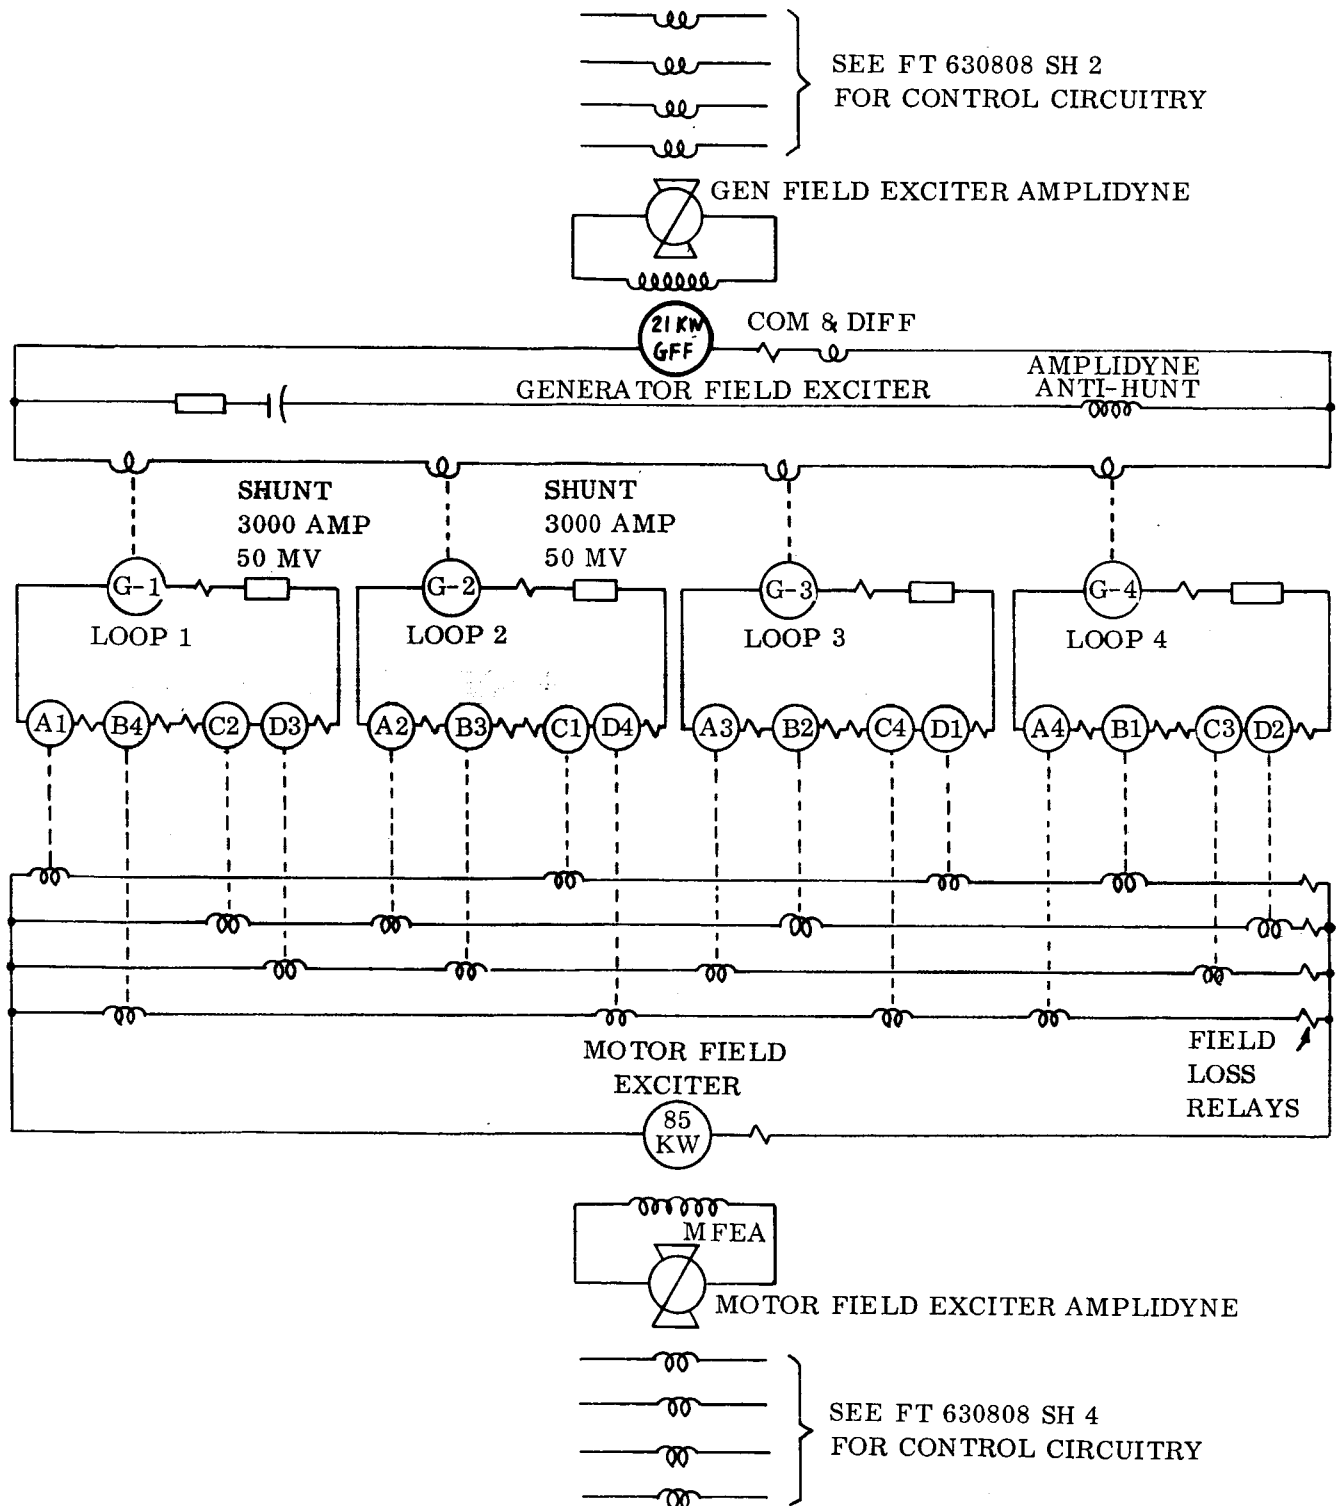 SEE FT 630808 SH 2
FOR CONTROL CIRCUITRY
GEN FIELD EXCITER AMPLIDYNE
21 KW
GFF
COM & DIFF
GENERATOR FIELD EXCITER
AMPLIDYNE
ANTI-HUNT
SHUNT
3000 AMP
50 MV
SHUNT
3000 AMP
50 MV
G-1
G-2
G-3
G-4
LOOP 1
LOOP 2
LOOP 3
LOOP 4
A1
B4
C2
D3
A2
B3
C1
D4
A3
B2
C4
D1
A4
B1
C3
D2
MOTOR FIELD
EXCITER
85
KW
FIELD
LOSS
RELAYS
MFEA
MOTOR FIELD EXCITER AMPLIDYNE
SEE FT 630808 SH 4
FOR CONTROL CIRCUITRY